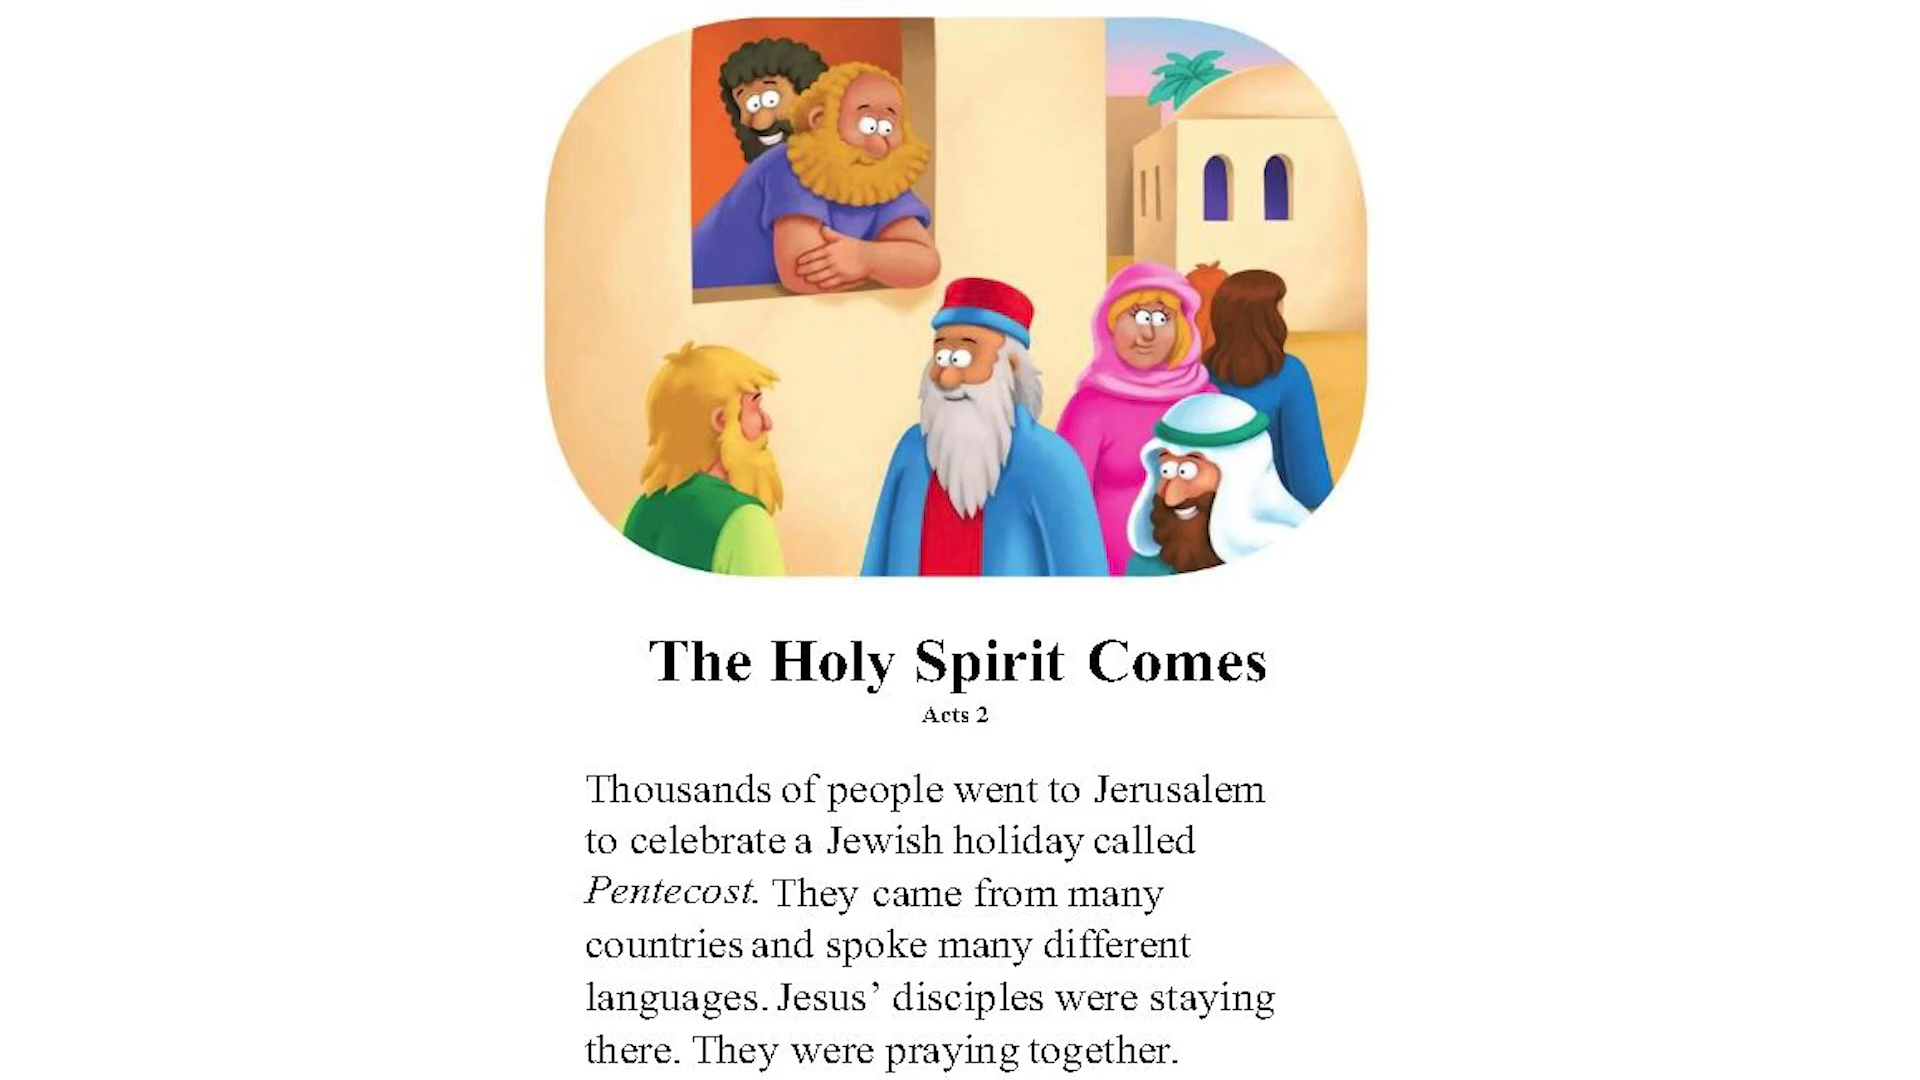 The Holy Spirit Comes
Acts 2
Thousands of people went to Jerusalem
to celebrate a Jewish holiday called
Pentecost. They came from many
countries and spoke many different
languages. Jesus’ disciples were staying
there. They were praying together.